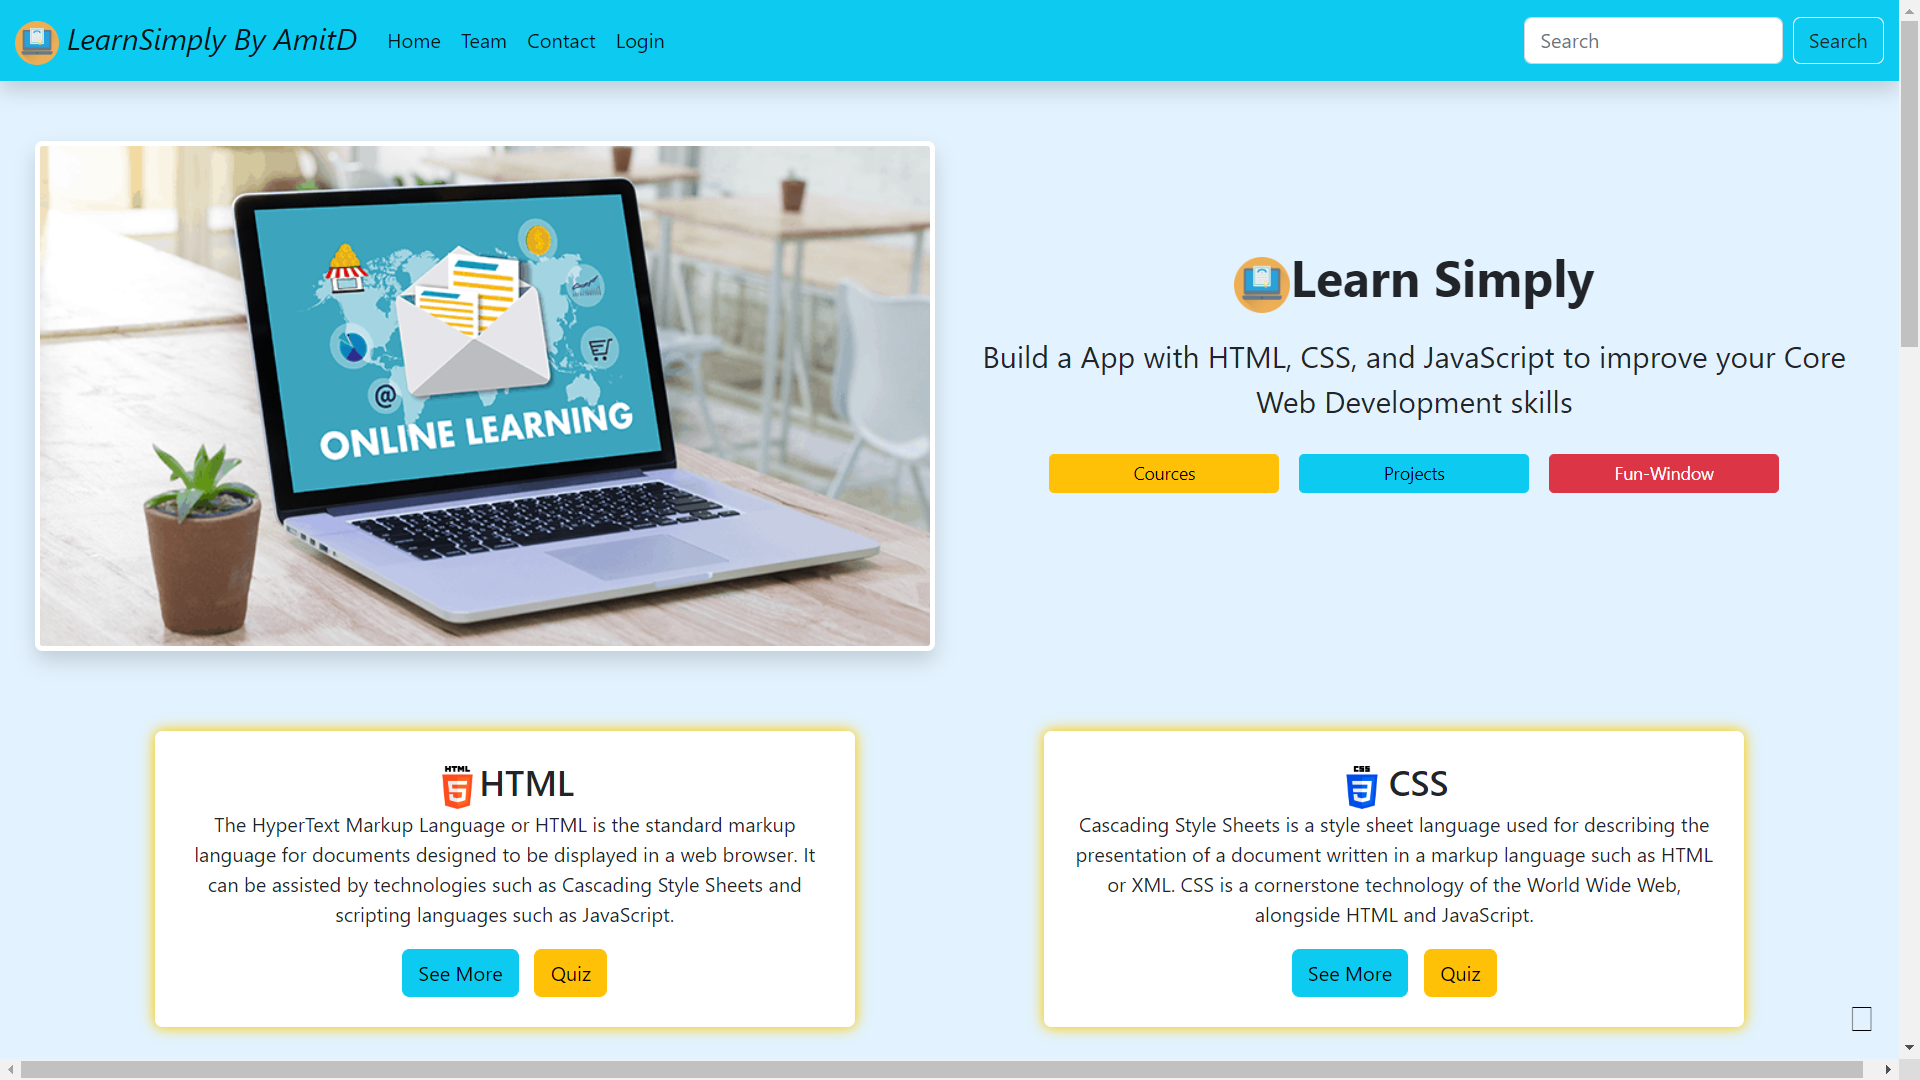 LearnSimply By AmitD
Home
Team
Contact
Login
Search
Search
ONLINE LEARNING
@
Learn Simply
Build a App with HTML, CSS, and JavaScript to improve your Core
Web Development skills
Cources
Projects
Fun-Window
HTML
5
HTML
The HyperText Markup Language or HTML is the standard markup
language for documents designed to be displayed in a web browser. It
can be assisted by technologies such as Cascading Style Sheets and
scripting languages such as JavaScript.
See More
Quiz
CSS
3
CSS
Cascading Style Sheets is a style sheet language used for describing the
presentation of a document written in a markup language such as HTML
or XML. CSS is a cornerstone technology of the World Wide Web,
alongside HTML and JavaScript.
See More
Quiz